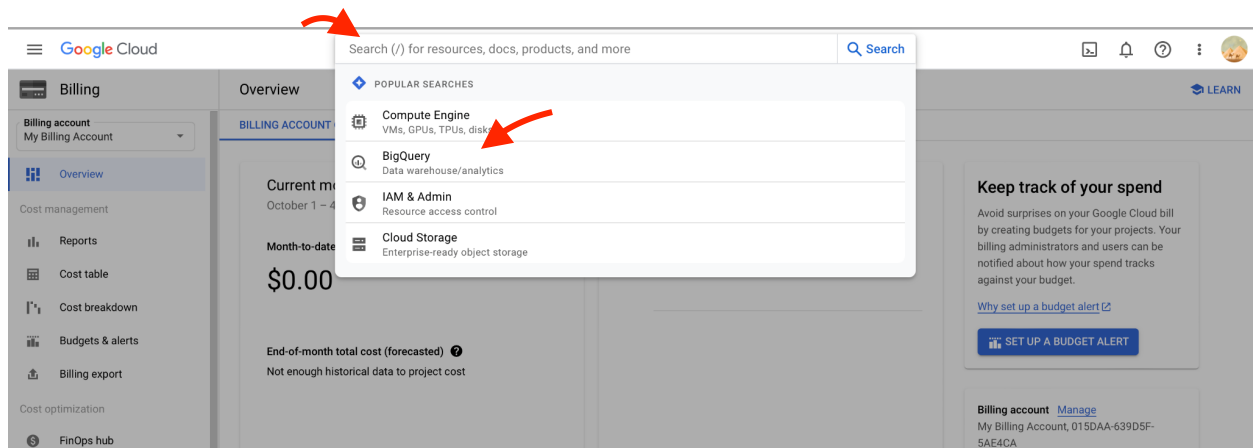 Google Cloud
Search (/) for resources, docs, products, and more
Search
Billing
Overview
LEARN
Billing account
My Billing Account
BILLING ACCOUNT
POPULAR SEARCHES
Compute Engine
VMs, GPUs, TPUs, disks
BigQuery
Data warehouse/analytics
IAM & Admin
Resource access control
Cloud Storage
Enterprise-ready object storage
Overview
Cost management
Reports
Cost table
Cost breakdown
Budgets & alerts
Billing export
Cost optimization
FinOps hub
Current m
October 1 – 4
Month-to-date
$0.00
End-of-month total cost (forecasted)
Not enough historical data to project cost
Keep track of your spend
Avoid surprises on your Google Cloud bill
by creating budgets for your projects. Your
billing administrators and users can be
notified about how your spend tracks
against your budget.
Why set up a budget alert
SET UP A BUDGET ALERT
Billing account Manage
My Billing Account, 015DAA-639D5F-
5AE4CA